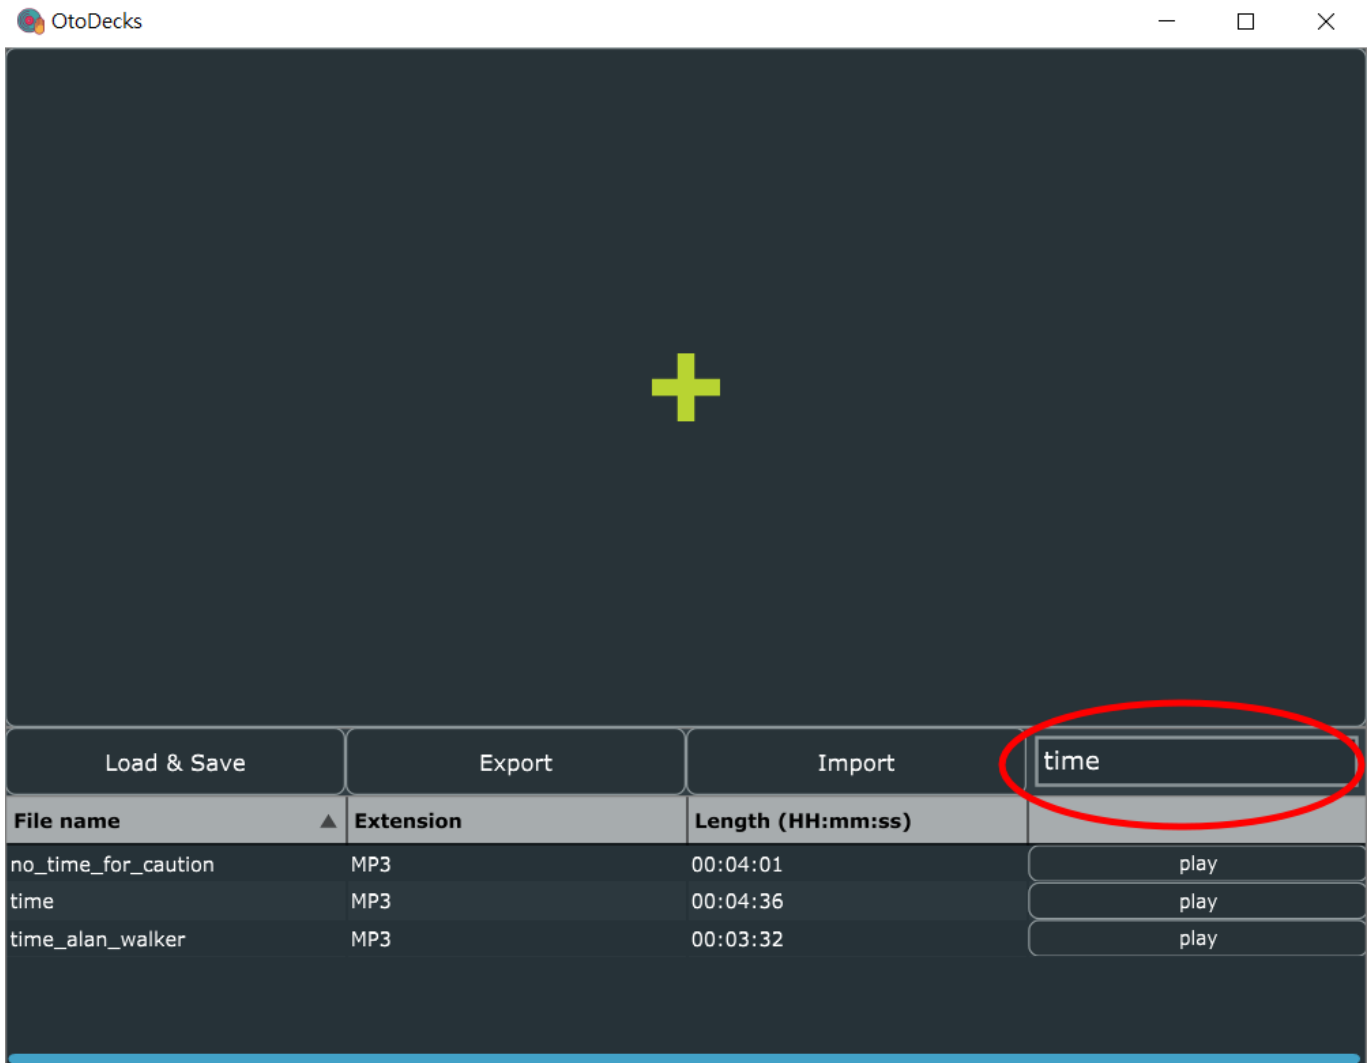 OtoDecks
Load & Save Export Import time
File name Extension Length (HH:mm:ss)
no_time_for_caution MP3 00:04:01 play
time MP3 00:04:36 play
time_alan_walker MP3 00:03:32 play